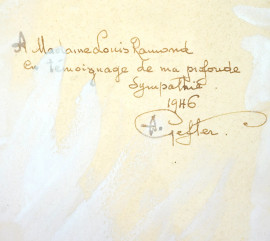 A Madame Louis Ramond
en témoignage de ma profonde
sympathie.
1946
A. Gefter.